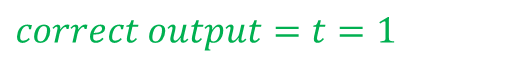 correct output = t = 1